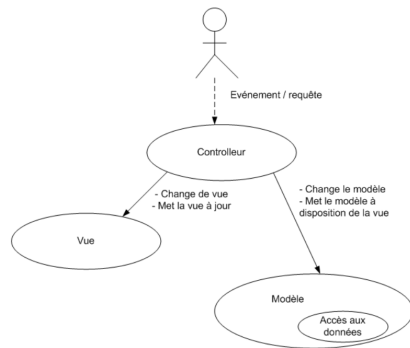 Evénement / requête
Controlleur
- Change de vue
- Met la vue à jour
- Change le modèle
- Met le modèle à
disposition de la vue
Vue
Modèle
Accès aux
données